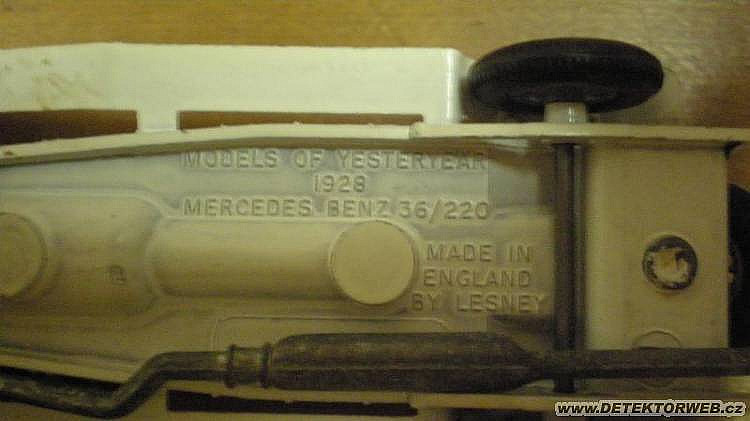 MODELS OF YESTERYEAR
1928
MERCEDES-BENZ 36/220
MADE IN
ENGLAND
BY LESNEY
www.DETEKTORWEB.cz